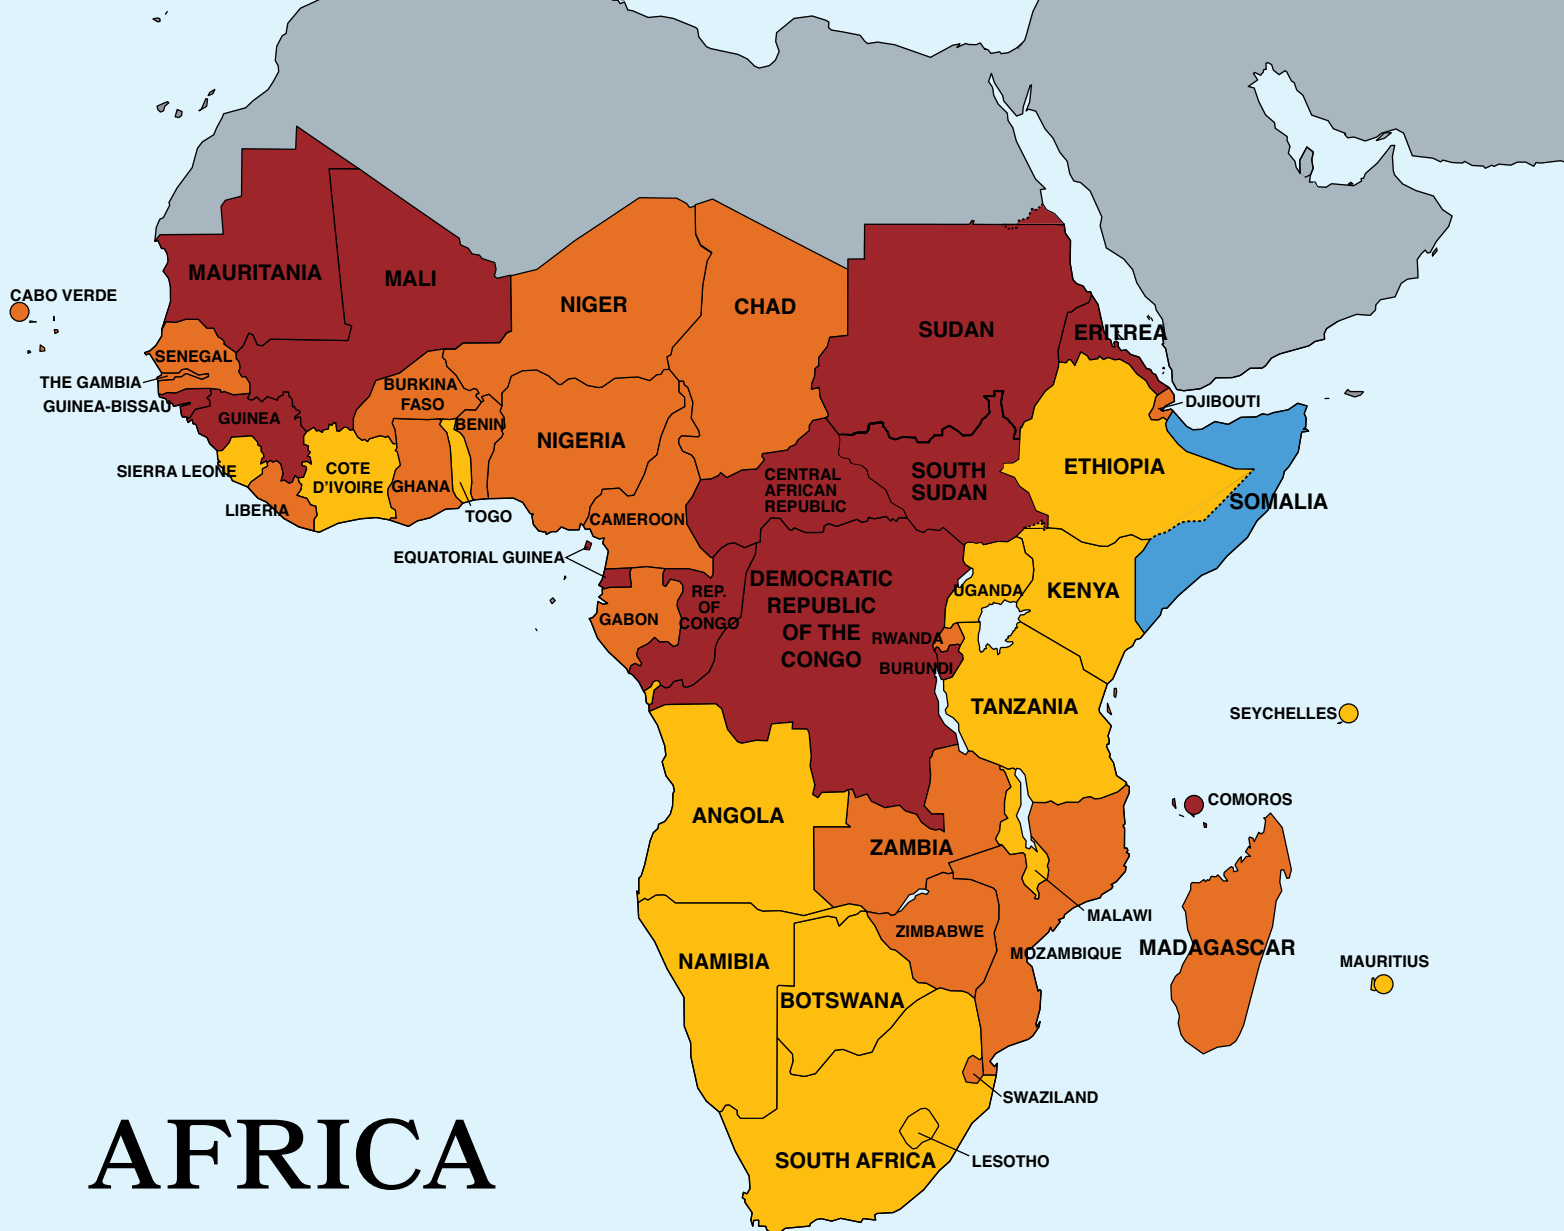 MAURITANIA
MALI
NIGER
CHAD
SUDAN
ERITREA
CABO VERDE
SENEGAL
THE GAMBIA
GUINEA-BISSAU
GUINEA
BURKINA
FASO
BENIN
NIGERIA
DJIBOUTI
SIERRA LEONE
LIBERIA
COTE
D'IVOIRE
GHANA
TOGO
CAMEROON
CENTRAL
AFRICAN
REPUBLIC
SOUTH
SUDAN
ETHIOPIA
SOMALIA
EQUATORIAL GUINEA
GABON
REP.
OF
CONGO
DEMOCRATIC
REPUBLIC
OF THE
CONGO
UGANDA
KENYA
RWANDA
BURUNDI
TANZANIA
SEYCHELLES
COMOROS
ANGOLA
ZAMBIA
MALAWI
ZIMBABWE
MOZAMBIQUE
MADAGASCAR
MAURITIUS
NAMIBIA
BOTSWANA
SWAZILAND
SOUTH AFRICA
LESOTHO
AFRICA